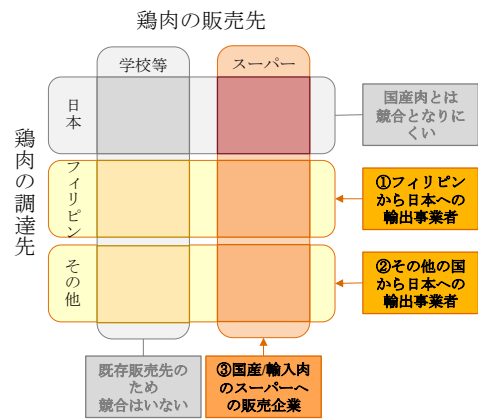 鶏肉の販売先
学校等
スーパー
鶏肉の調達先
日本
国産肉とは
競合となりに
くい
フィリピン
①フィリピン
から日本への
輸出事業者
その他
②その他の国
から日本への
輸出事業者
既存販売先の
ため
競合はいない
③国産/輸入肉
のスーパーへ
の販売企業